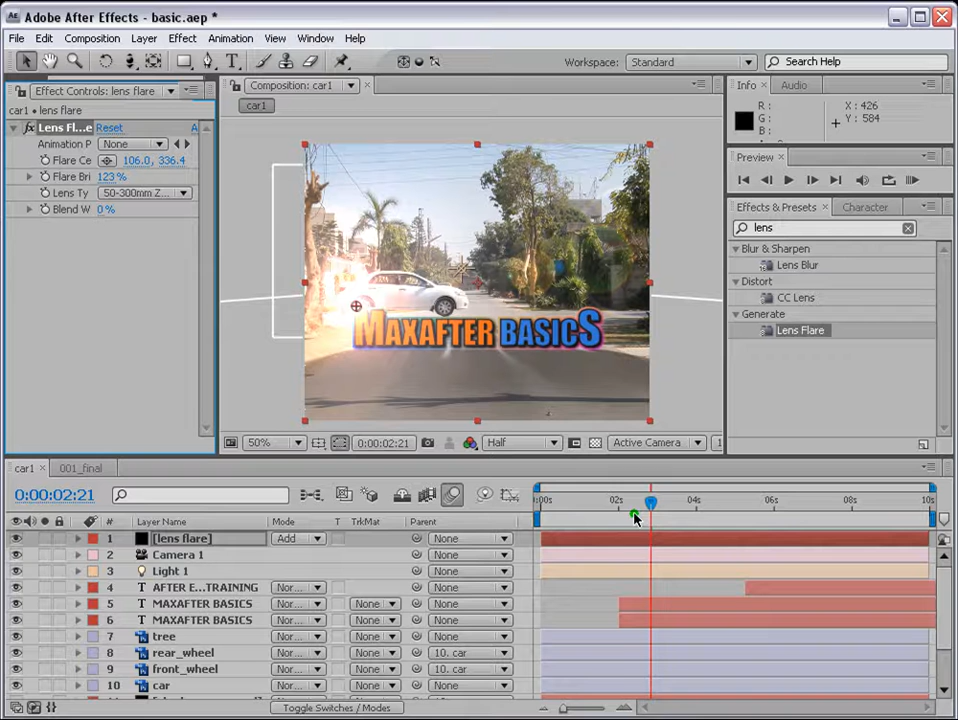 Adobe After Effects - basic.aep *
File Edit Composition Layer Effect Animation View Window Help
Workspace: Standard Search Help
Effect Controls: lens flare
car1 • lens flare
fx Lens Fl...e Reset A
Animation P None
Flare Ce 106.0, 336.4
Flare Bri 123 %
Lens Ty 50-300mm Z...
Blend W 0 %
Composition: car1
car1
MAXAFTER BASICS
50% 0:00:02:21 Half Active Camera 1
Info Audio
R: X: 426
G: Y: 584
B:
Preview
Effects & Presets Character
lens
Blur & Sharpen
Lens Blur
Distort
CC Lens
Generate
Lens Flare
car1 001_final
0:00:02:21
:00s 02s 04s 06s 08s 10s
# Layer Name Mode T TrkMat Parent
1 [lens flare] Add None
2 Camera 1 None
3 Light 1 None
4 T AFTER E...TRAINING Nor... None
5 T MAXAFTER BASICS Nor... None None
6 T MAXAFTER BASICS Nor... None None
7 tree Nor... None None
8 rear_wheel Nor... None 10. car
9 front_wheel Nor... None 10. car
10 car Nor... None None
Toggle Switches / Modes